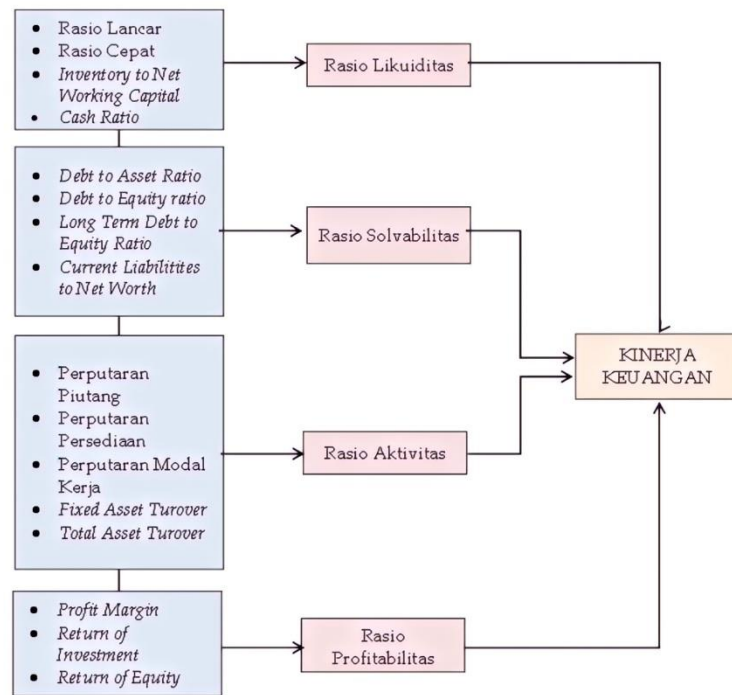 • Rasio Lancar
• Rasio Cepat
• Inventory to Net
Working Capital
• Cash Ratio
Rasio Likuiditas
• Debt to Asset Ratio
• Debt to Equity ratio
• Long Term Debt to
Equity Ratio
• Current Liabilitites
to Net Worth
Rasio Solvabilitas
KINERJA
KEUANGAN
• Perputaran
Piutang
• Perputaran
Persediaan
• Perputaran Modal
Kerja
• Fixed Asset Turover
• Total Asset Turover
Rasio Aktivitas
• Profit Margin
• Return of
Investment
• Return of Equity
Rasio
Profitabilitas